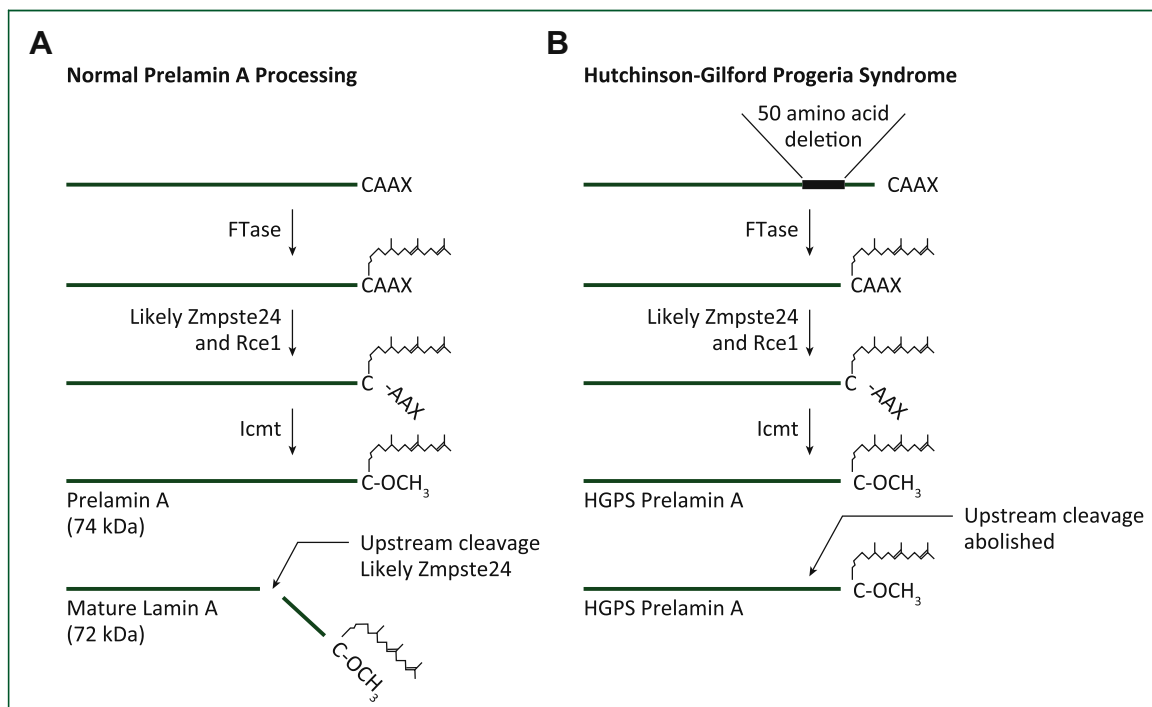 A
Normal Prelamin A Processing
CAAX
FTase
CAAX
Likely Zmpste24
and Rce1
C -AAX
Icmt
C-OCH3
Prelamin A
(74 kDa)
Upstream cleavage
Likely Zmpste24
Mature Lamin A
(72 kDa)
C-OCH3
B
Hutchinson-Gilford Progeria Syndrome
50 amino acid
deletion
CAAX
FTase
CAAX
Likely Zmpste24
and Rce1
C -AAX
Icmt
C-OCH3
HGPS Prelamin A
Upstream cleavage
abolished
C-OCH3
HGPS Prelamin A